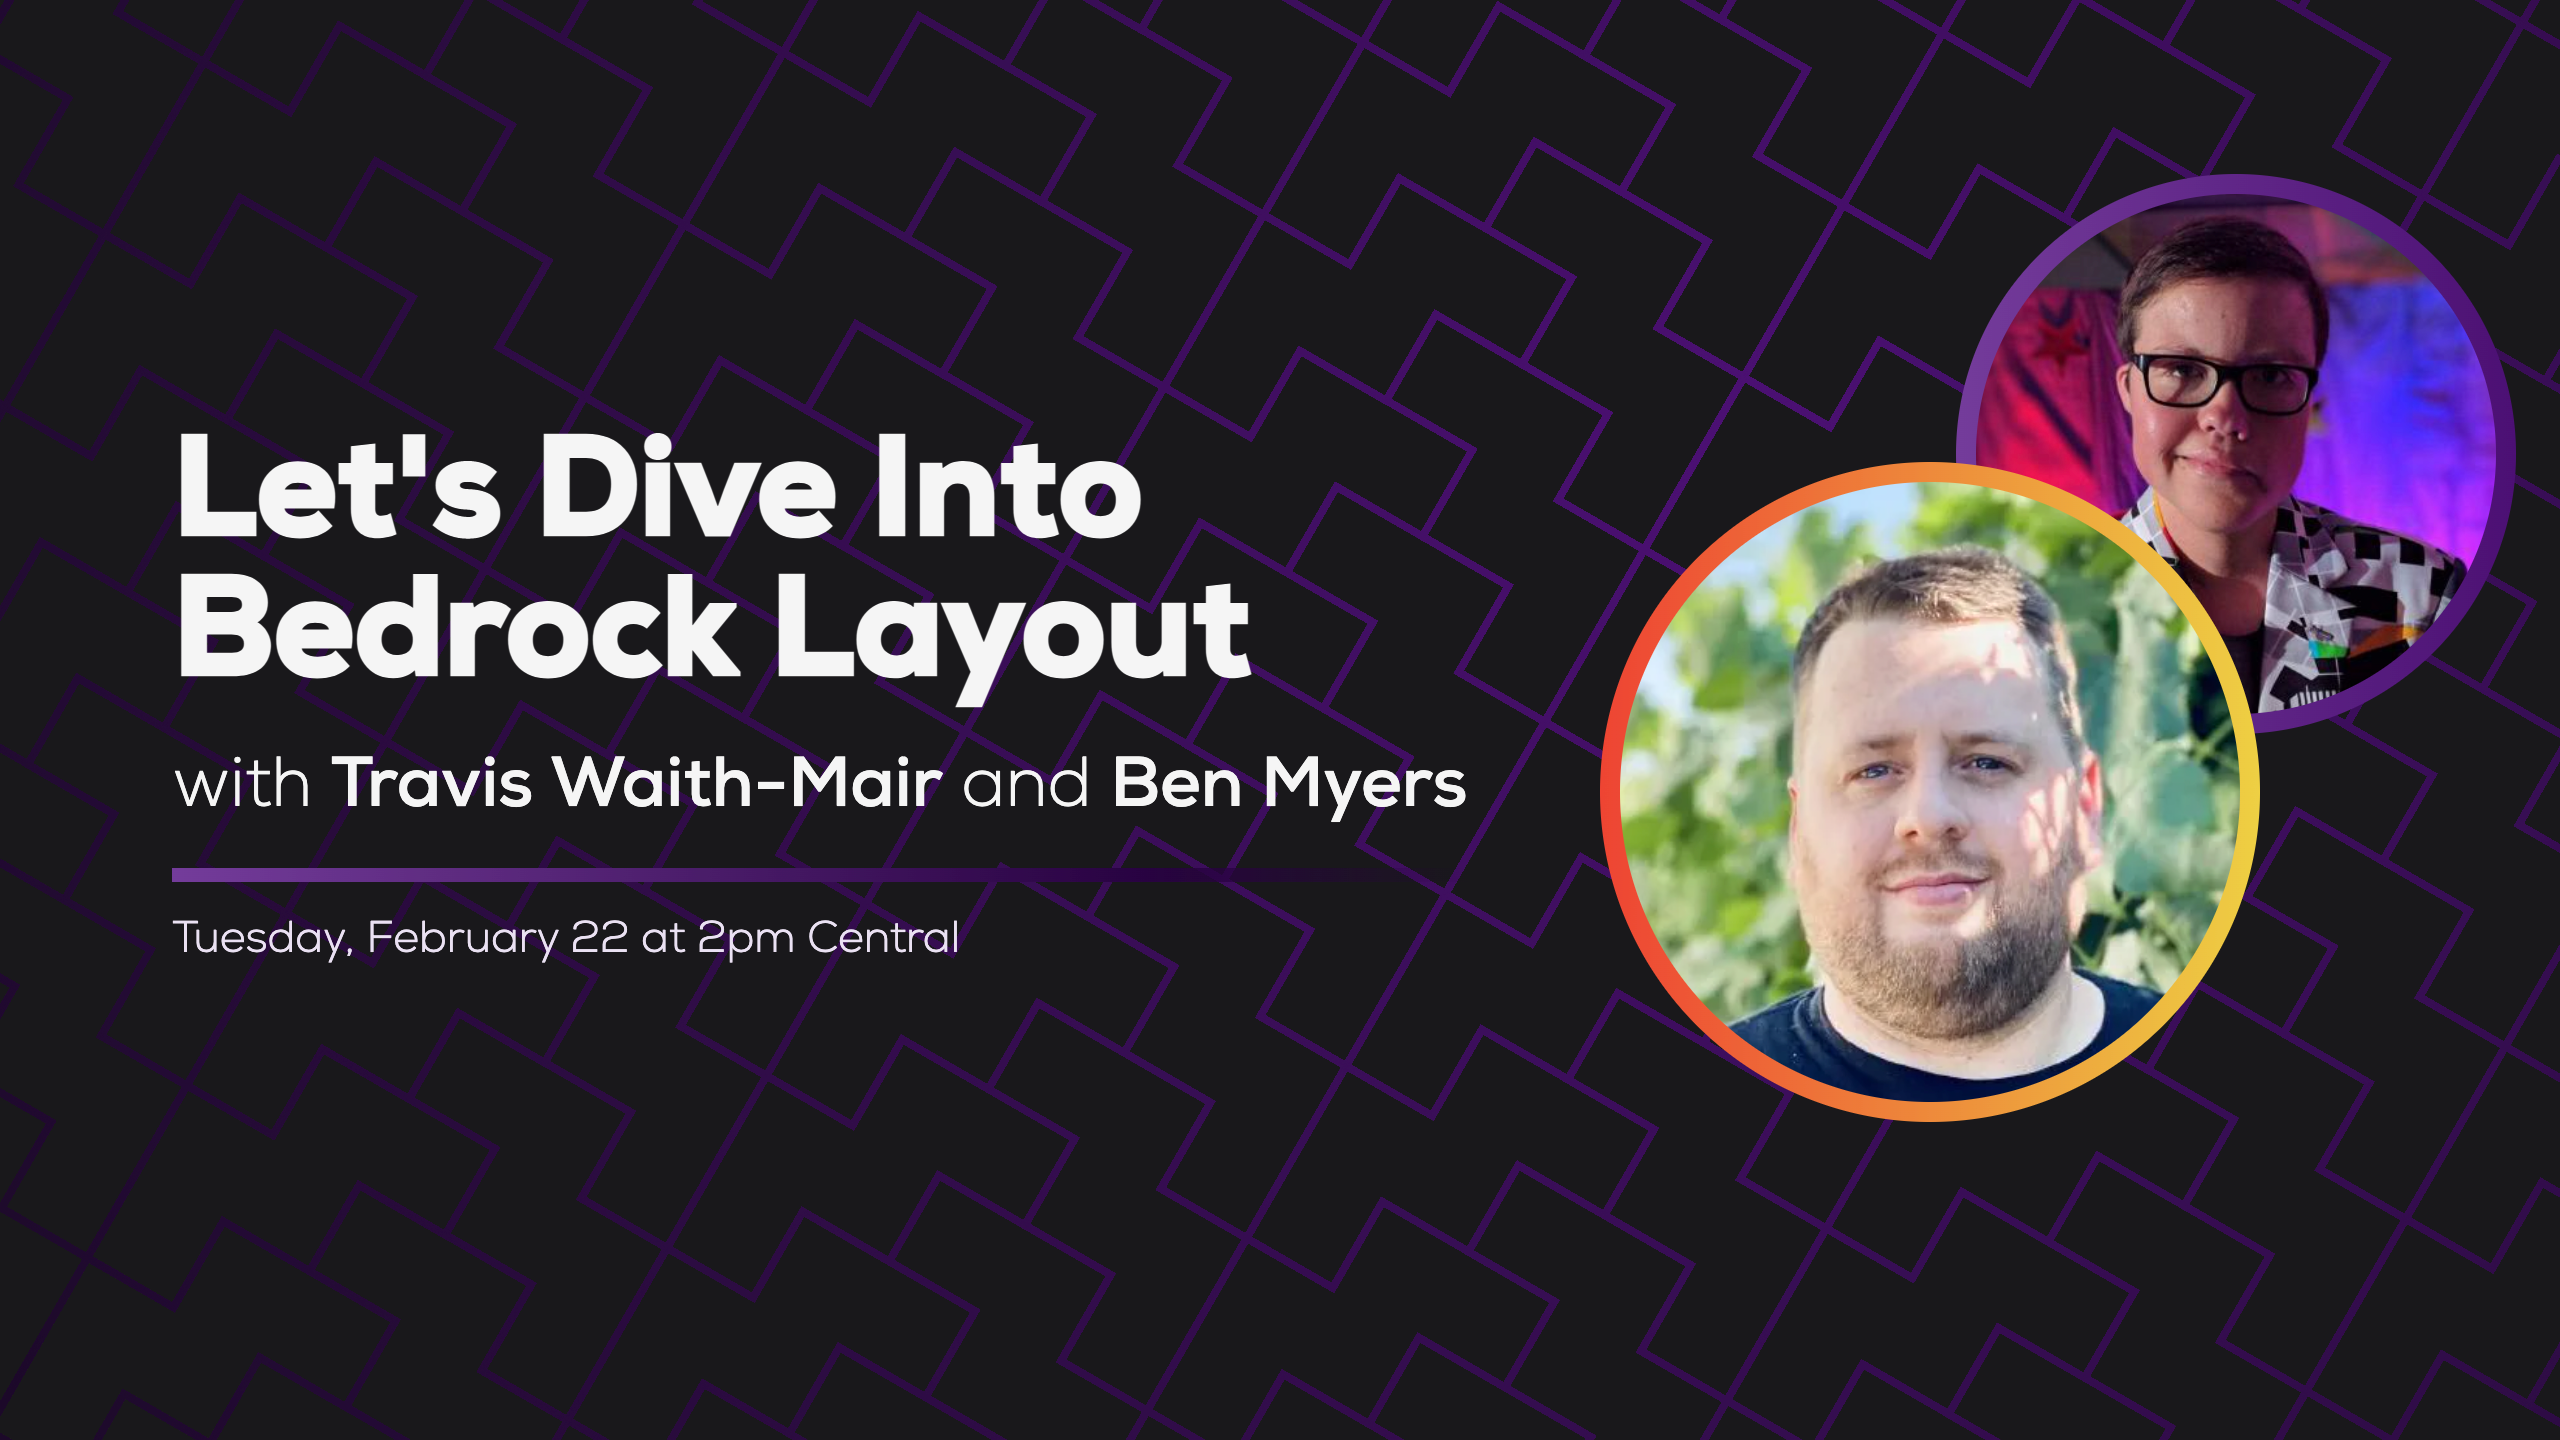 Let's Dive Into
Bedrock Layout
with Travis Waith-Mair and Ben Myers
Tuesday, February 22 at 2pm Central